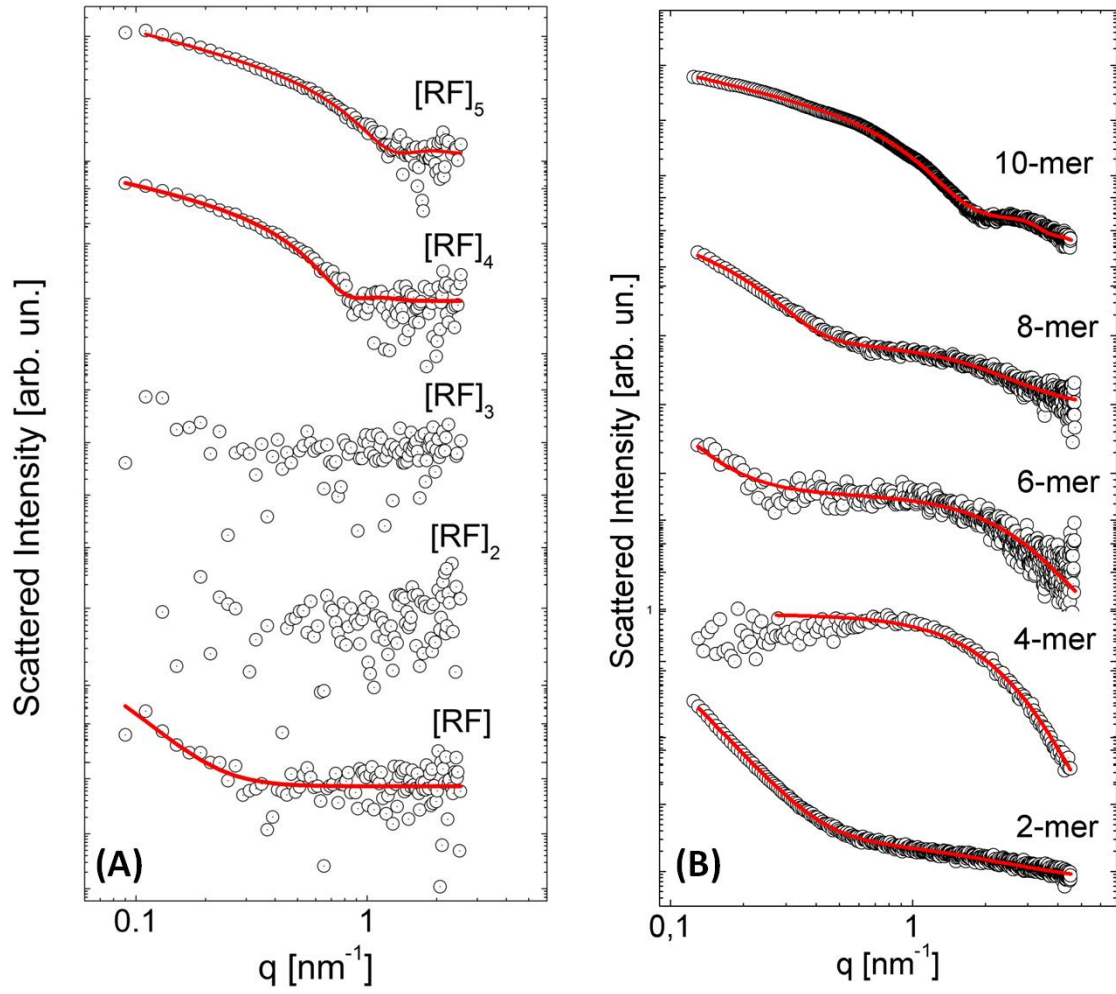 Scattered Intensity [arb. un.]
[RF]₅
[RF]₄
[RF]₃
[RF]₂
[RF]
(A)
0.1
1
q [nm⁻¹]
Scattered Intensity [arb. un.]
10-mer
8-mer
6-mer
1
4-mer
2-mer
(B)
0,1
1
q [nm⁻¹]